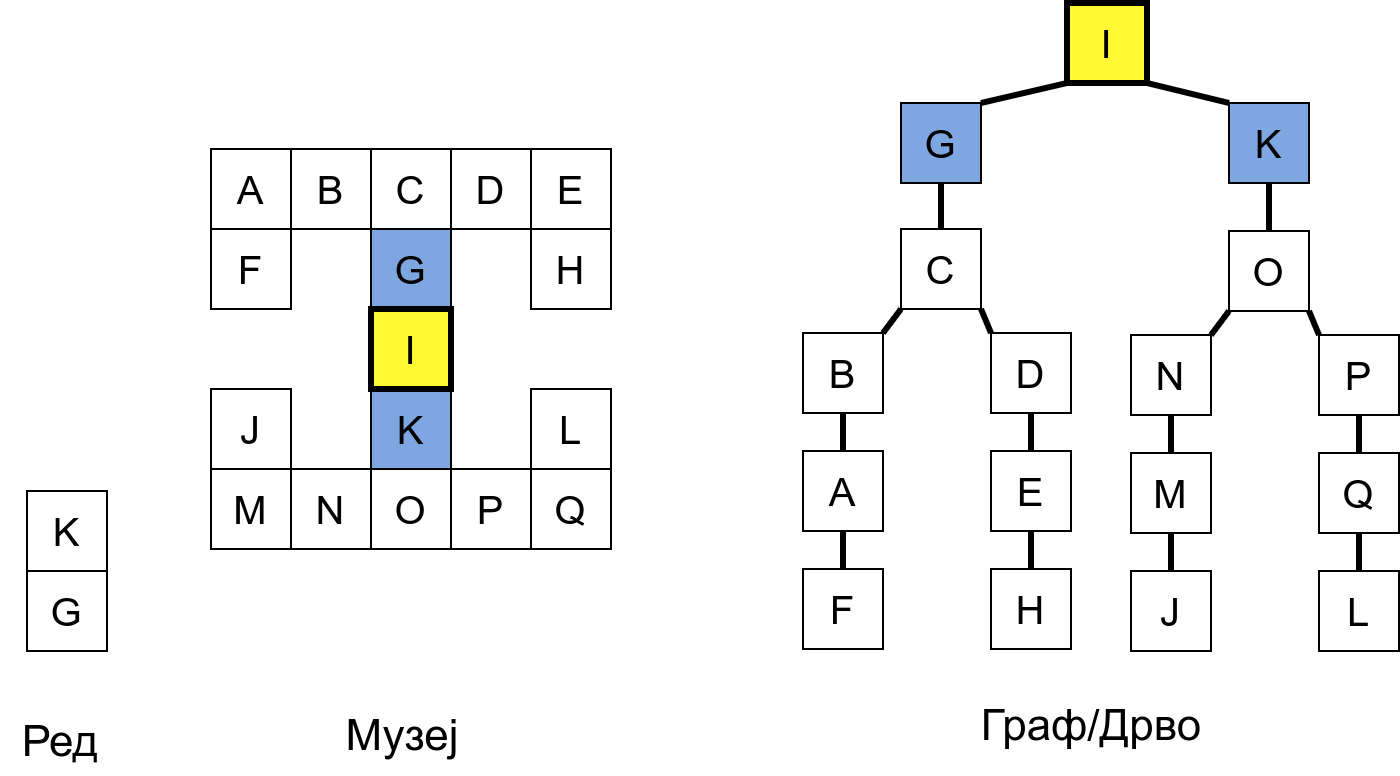 K
G
Ред
A B C D E
F G H
I
J K L
M N O P Q
Музеј
I
G K
C O
B D N P
A E M Q
F H J L
Граф/Дрво